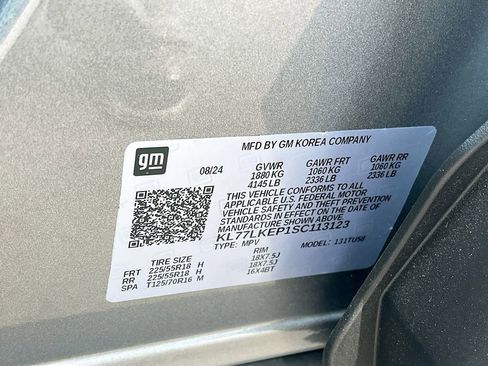 gm
MFD BY GM KOREA COMPANY
08/24 GVWR GAWR FRT GAWR RR
1880 KG 1060 KG 1060 KG
4145 LB 2336 LB 2336 LB
THIS VEHICLE CONFORMS TO ALL
APPLICABLE U.S. FEDERAL MOTOR
VEHICLE SAFETY AND THEFT PREVENTION
STANDARDS IN EFFECT ON THE DATE OF
MANUFACTURE SHOWN ABOVE
KL77LKEP1SC113123
TYPE: MPV MODEL: 131TU58
TIRE SIZE RIM
FRT 225/55R18 H 18X7.5J
RR 225/55R18 H 18X7.5J
SPA T125/70R16 M 16X4BT